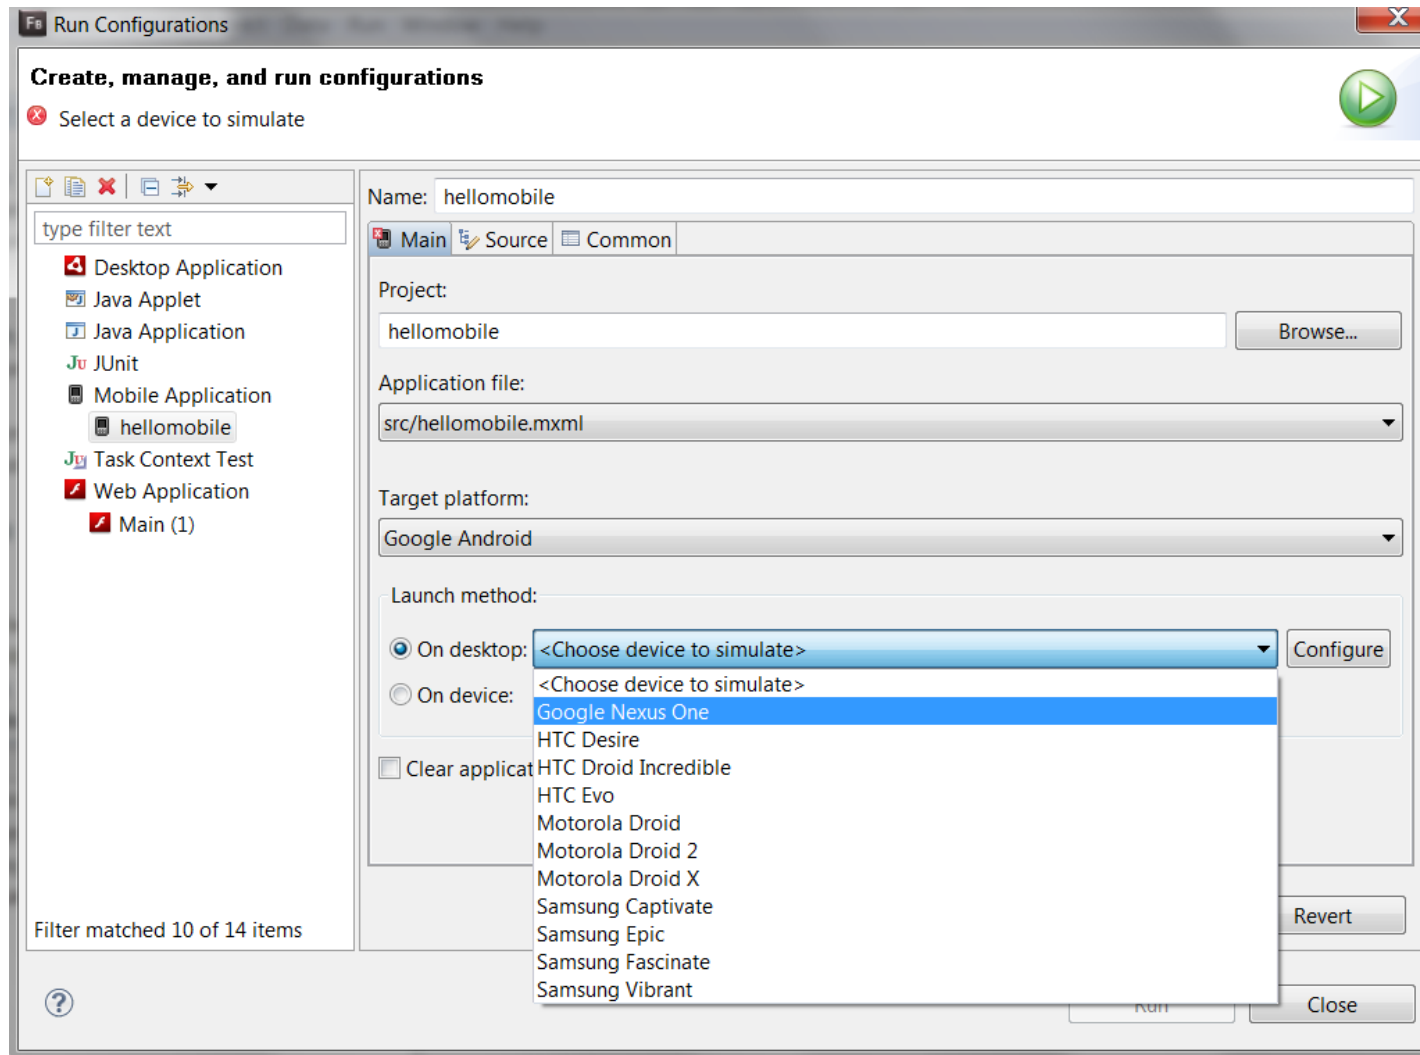 FB Run Configurations
Create, manage, and run configurations
Select a device to simulate
type filter text
Desktop Application
Java Applet
Java Application
Ju JUnit
Mobile Application
hellomobile
Ju Task Context Test
Web Application
Main (1)
Filter matched 10 of 14 items
Name: hellomobile
Main Source Common
Project:
hellomobile Browse...
Application file:
src/hellomobile.mxml
Target platform:
Google Android
Launch method:
On desktop: <Choose device to simulate> Configure
On device:
<Choose device to simulate>
Google Nexus One
HTC Desire
HTC Droid Incredible
HTC Evo
Motorola Droid
Motorola Droid 2
Motorola Droid X
Samsung Captivate
Samsung Epic
Samsung Fascinate
Samsung Vibrant
Clear applicat
Revert
Run Close